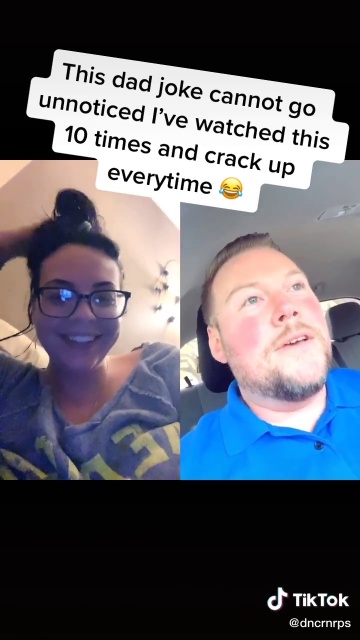 This dad joke cannot go
unnoticed I’ve watched this
10 times and crack up
everytime 😂
TikTok
@dncrnrps